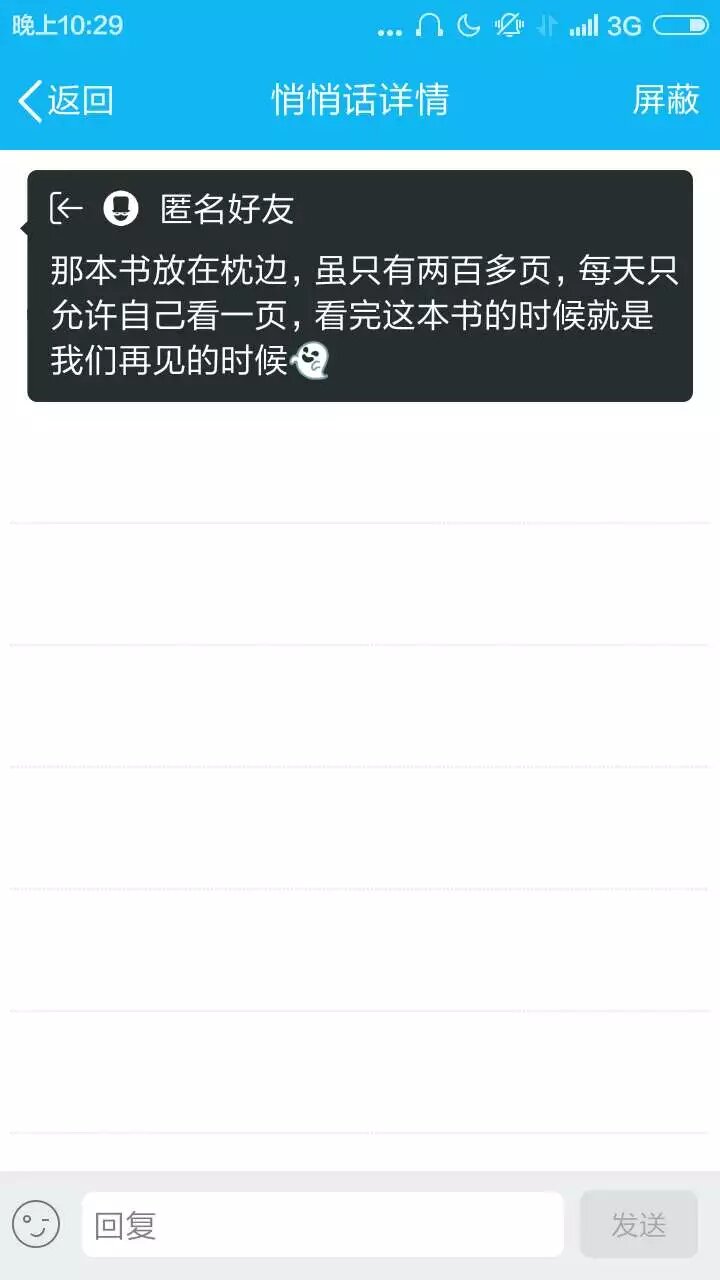 晚上10:29 ... 3G
返回 悄悄话详情 屏蔽
匿名好友
那本书放在枕边，虽只有两百多页，每天只
允许自己看一页，看完这本书的时候就是
我们再见的时候👻
回复 发送